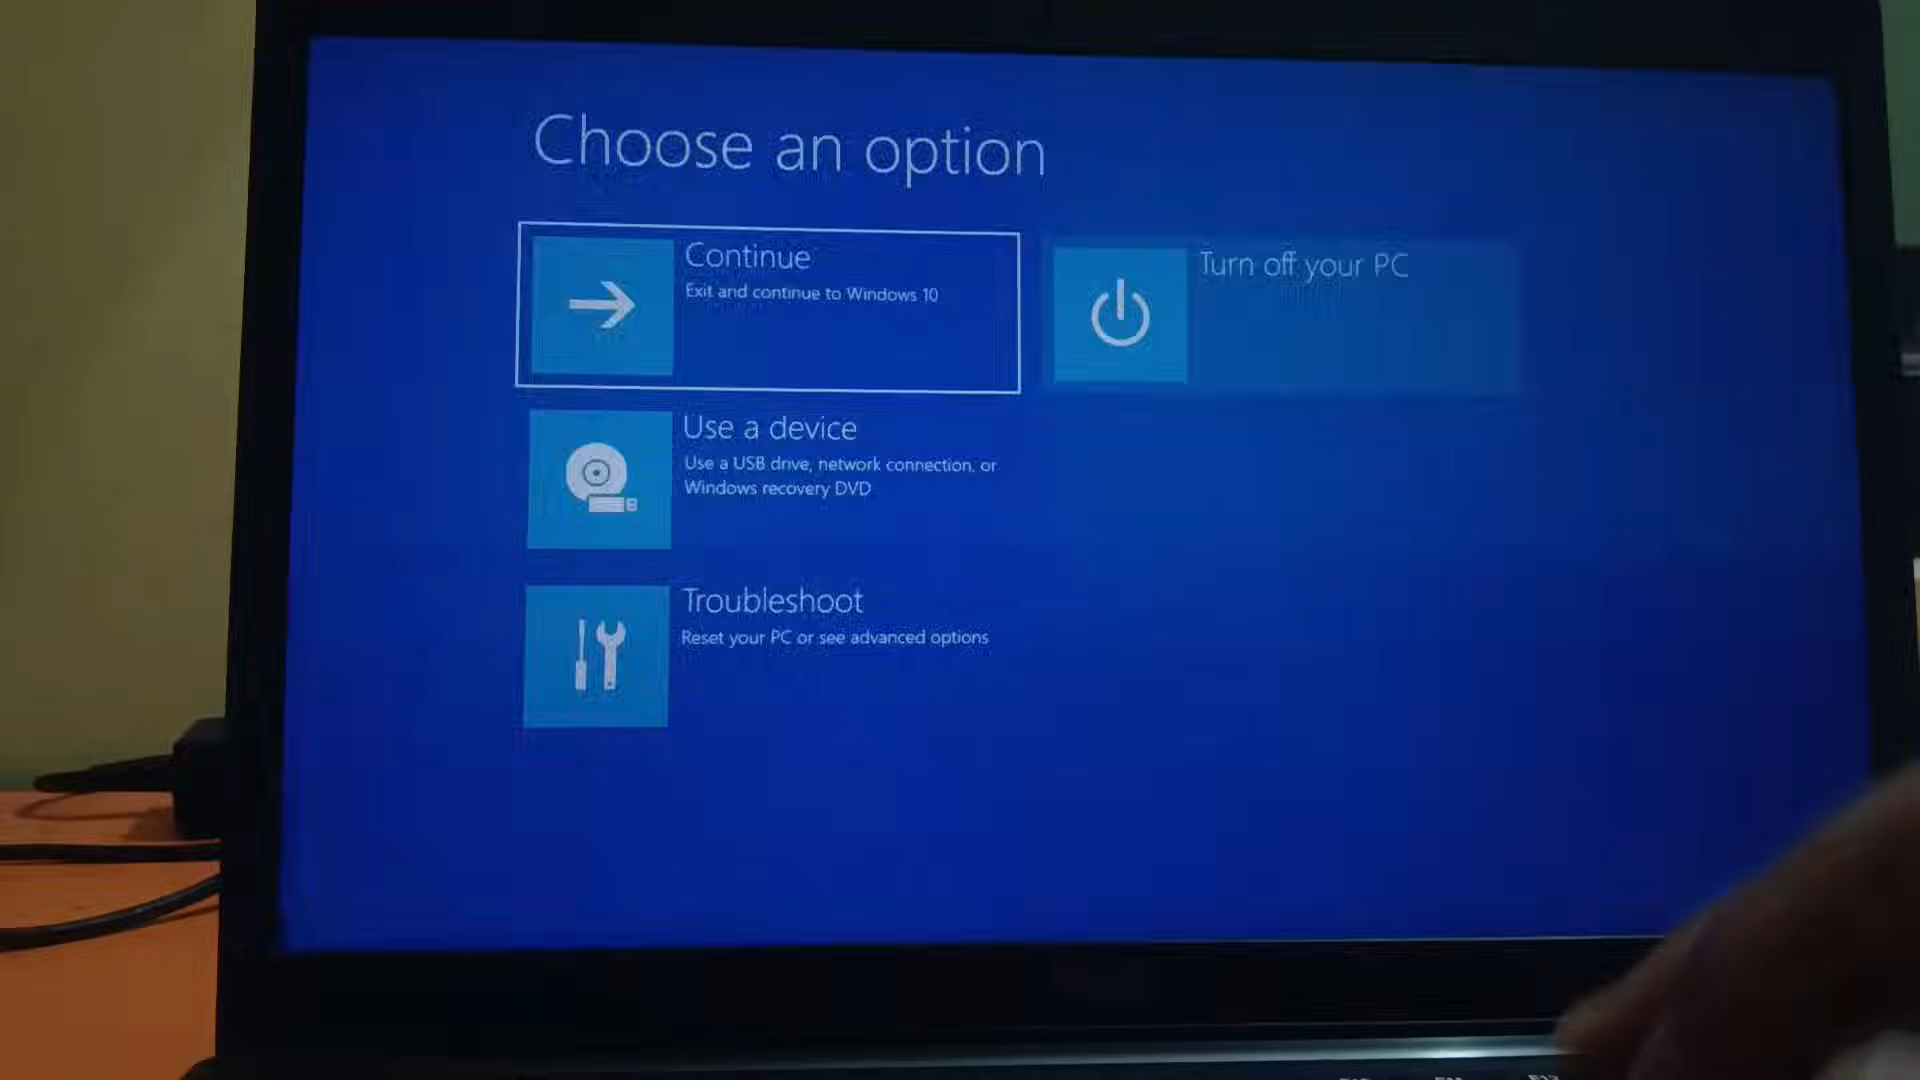 Choose an option
Continue
Exit and continue to Windows 10
Turn off your PC
Use a device
Use a USB drive, network connection, or
Windows recovery DVD
Troubleshoot
Reset your PC or see advanced options